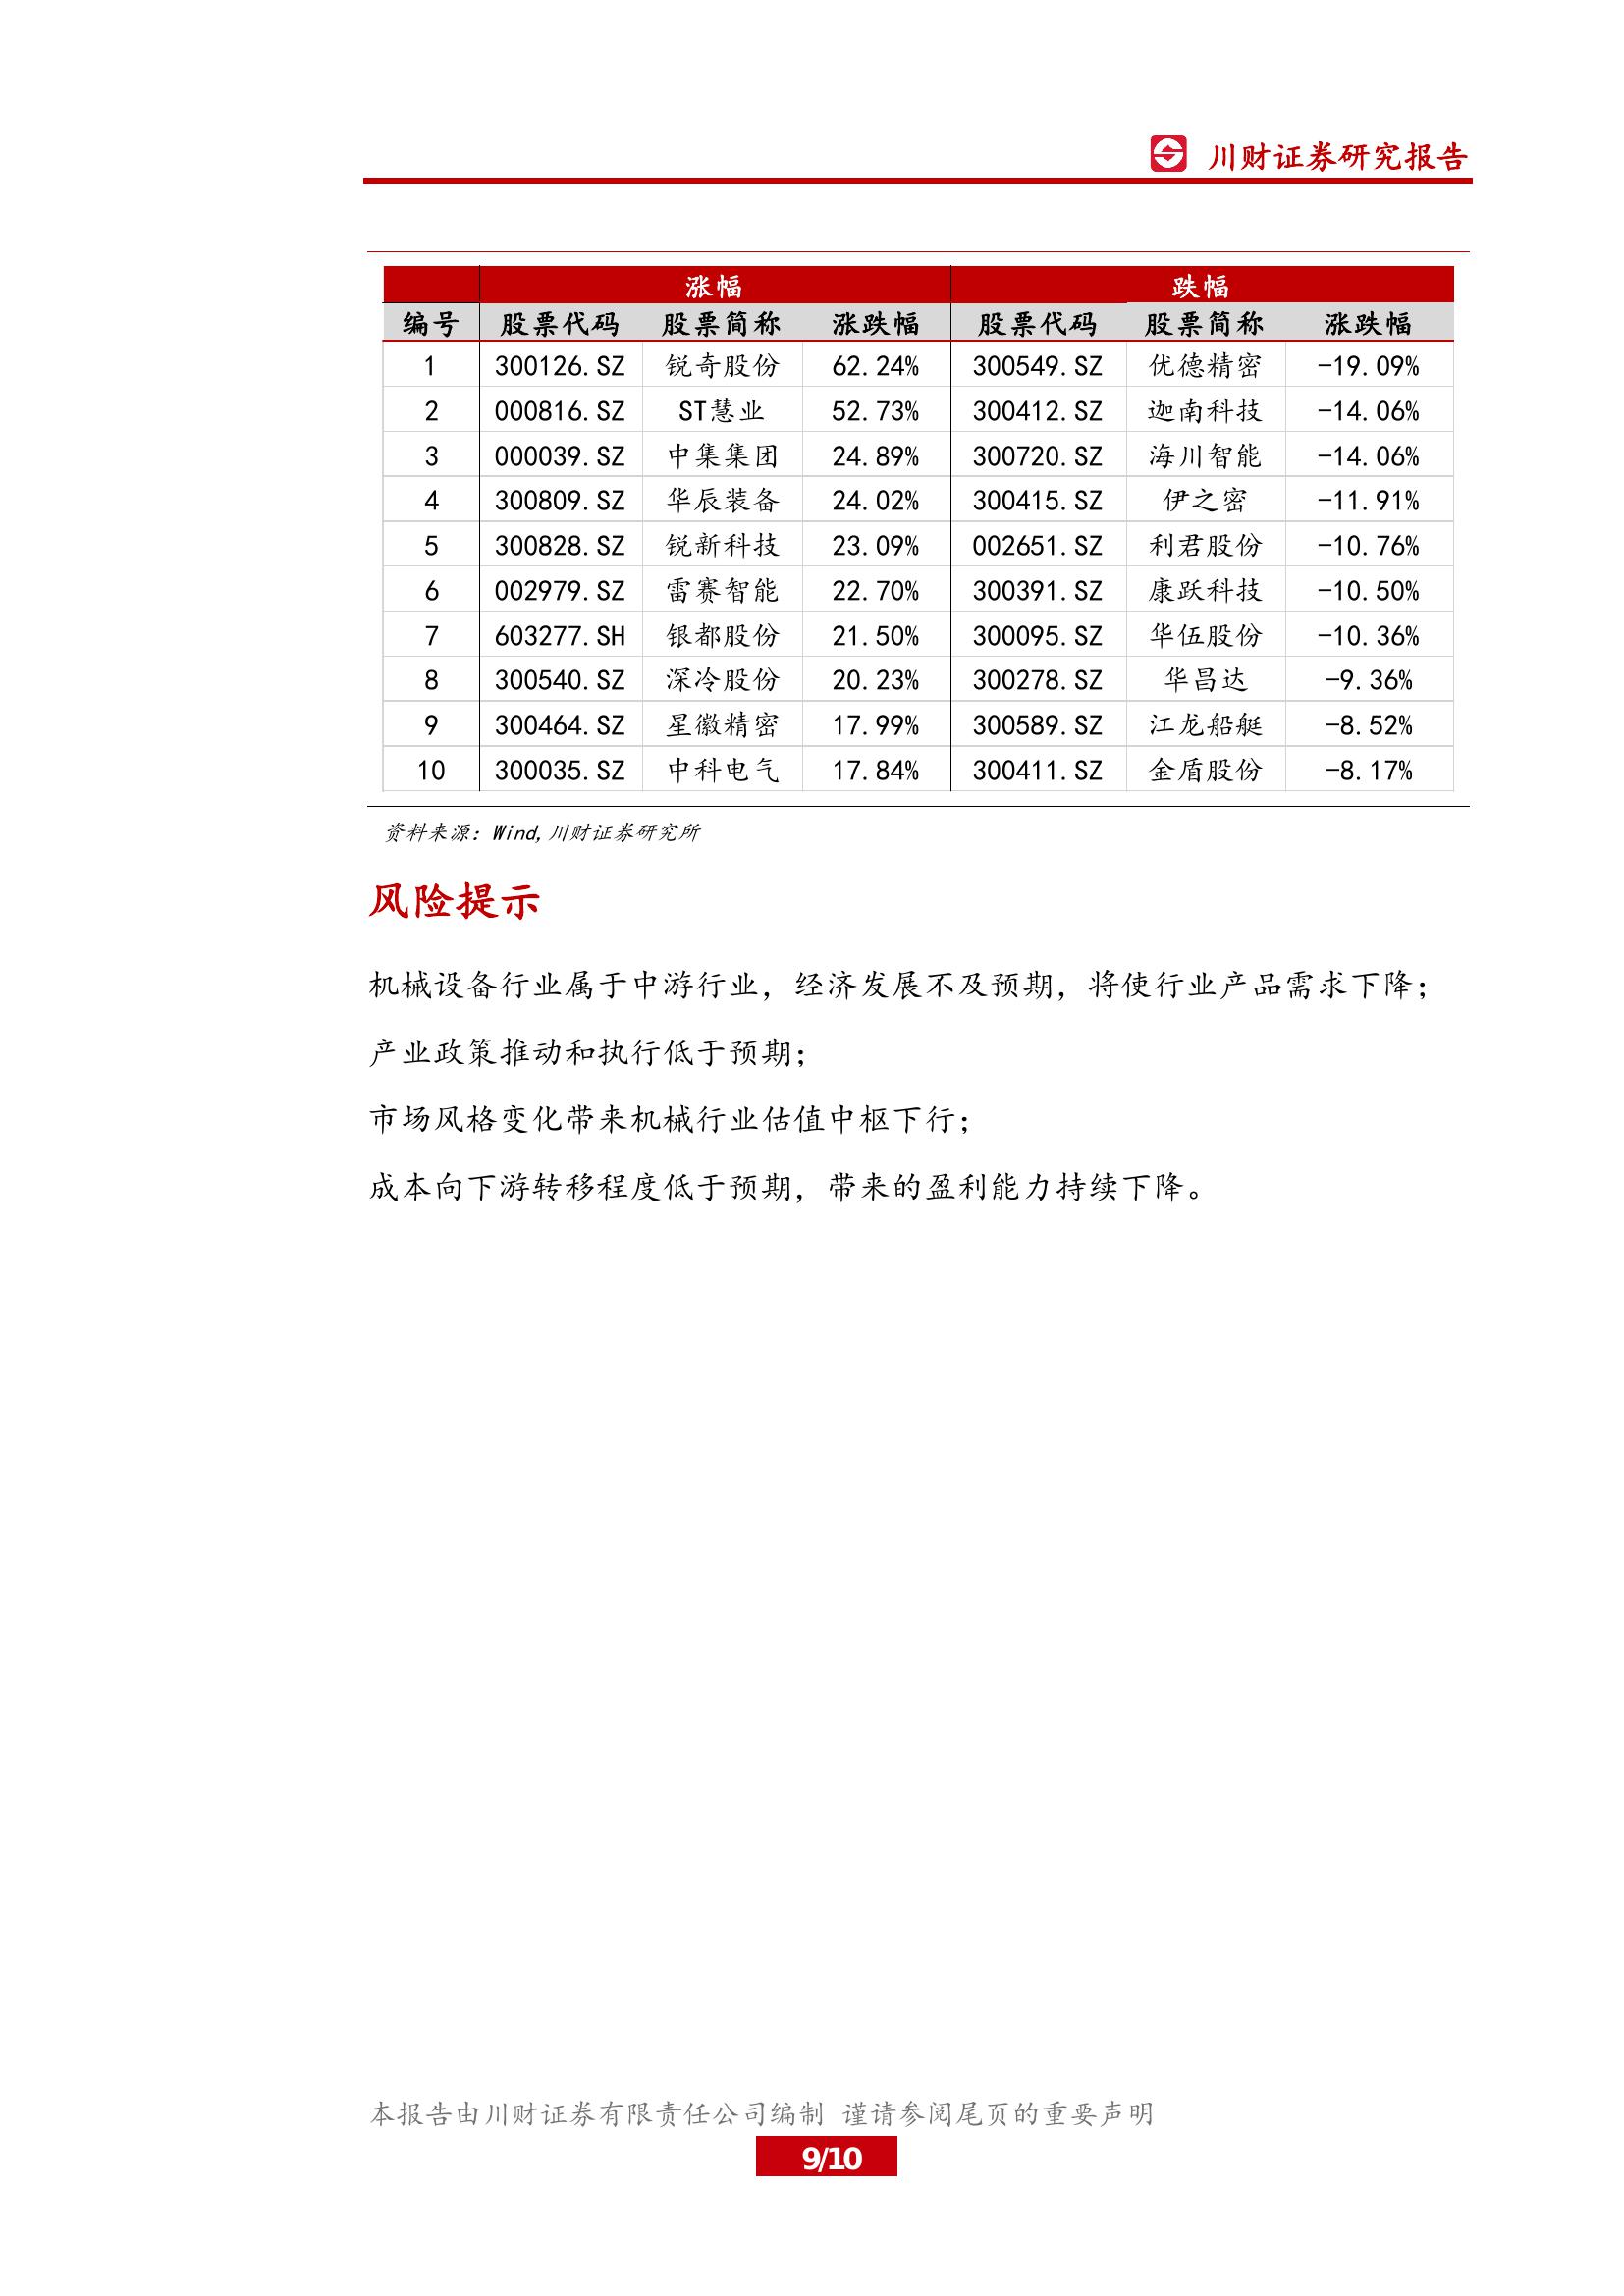 川财证券研究报告
涨幅 跌幅
编号 股票代码 股票简称 涨跌幅 股票代码 股票简称 涨跌幅
1 300126.SZ 锐奇股份 62.24% 300549.SZ 优德精密 -19.09%
2 000816.SZ ST慧业 52.73% 300412.SZ 迦南科技 -14.06%
3 000039.SZ 中集集团 24.89% 300720.SZ 海川智能 -14.06%
4 300809.SZ 华辰装备 24.02% 300415.SZ 伊之密 -11.91%
5 300828.SZ 锐新科技 23.09% 002651.SZ 利君股份 -10.76%
6 002979.SZ 雷赛智能 22.70% 300391.SZ 康跃科技 -10.50%
7 603277.SH 银都股份 21.50% 300095.SZ 华伍股份 -10.36%
8 300540.SZ 深冷股份 20.23% 300278.SZ 华昌达 -9.36%
9 300464.SZ 星徽精密 17.99% 300589.SZ 江龙船艇 -8.52%
10 300035.SZ 中科电气 17.84% 300411.SZ 金盾股份 -8.17%
资料来源：Wind,川财证券研究所
风险提示
机械设备行业属于中游行业，经济发展不及预期，将使行业产品需求下降；
产业政策推动和执行低于预期；
市场风格变化带来机械行业估值中枢下行；
成本向下游转移程度低于预期，带来的盈利能力持续下降。
本报告由川财证券有限责任公司编制 谨请参阅尾页的重要声明
9/10